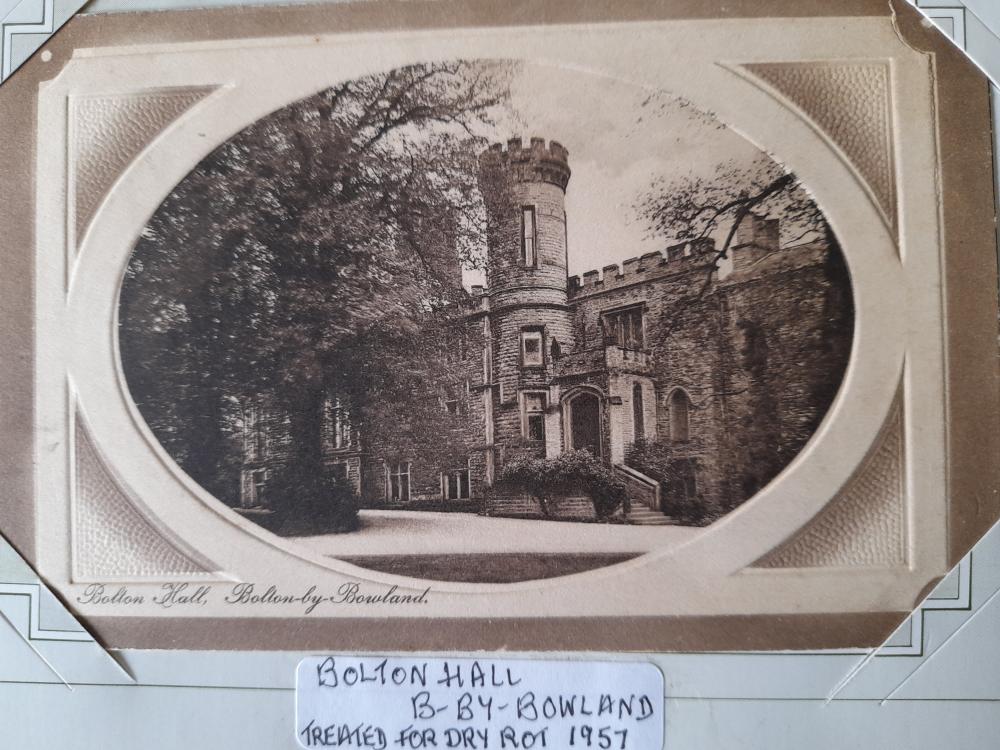 Bolton Hall, Bolton-by-Bowland.
BOLTON HALL
B-BY-BOWLAND
TREATED FOR DRY ROT 1957